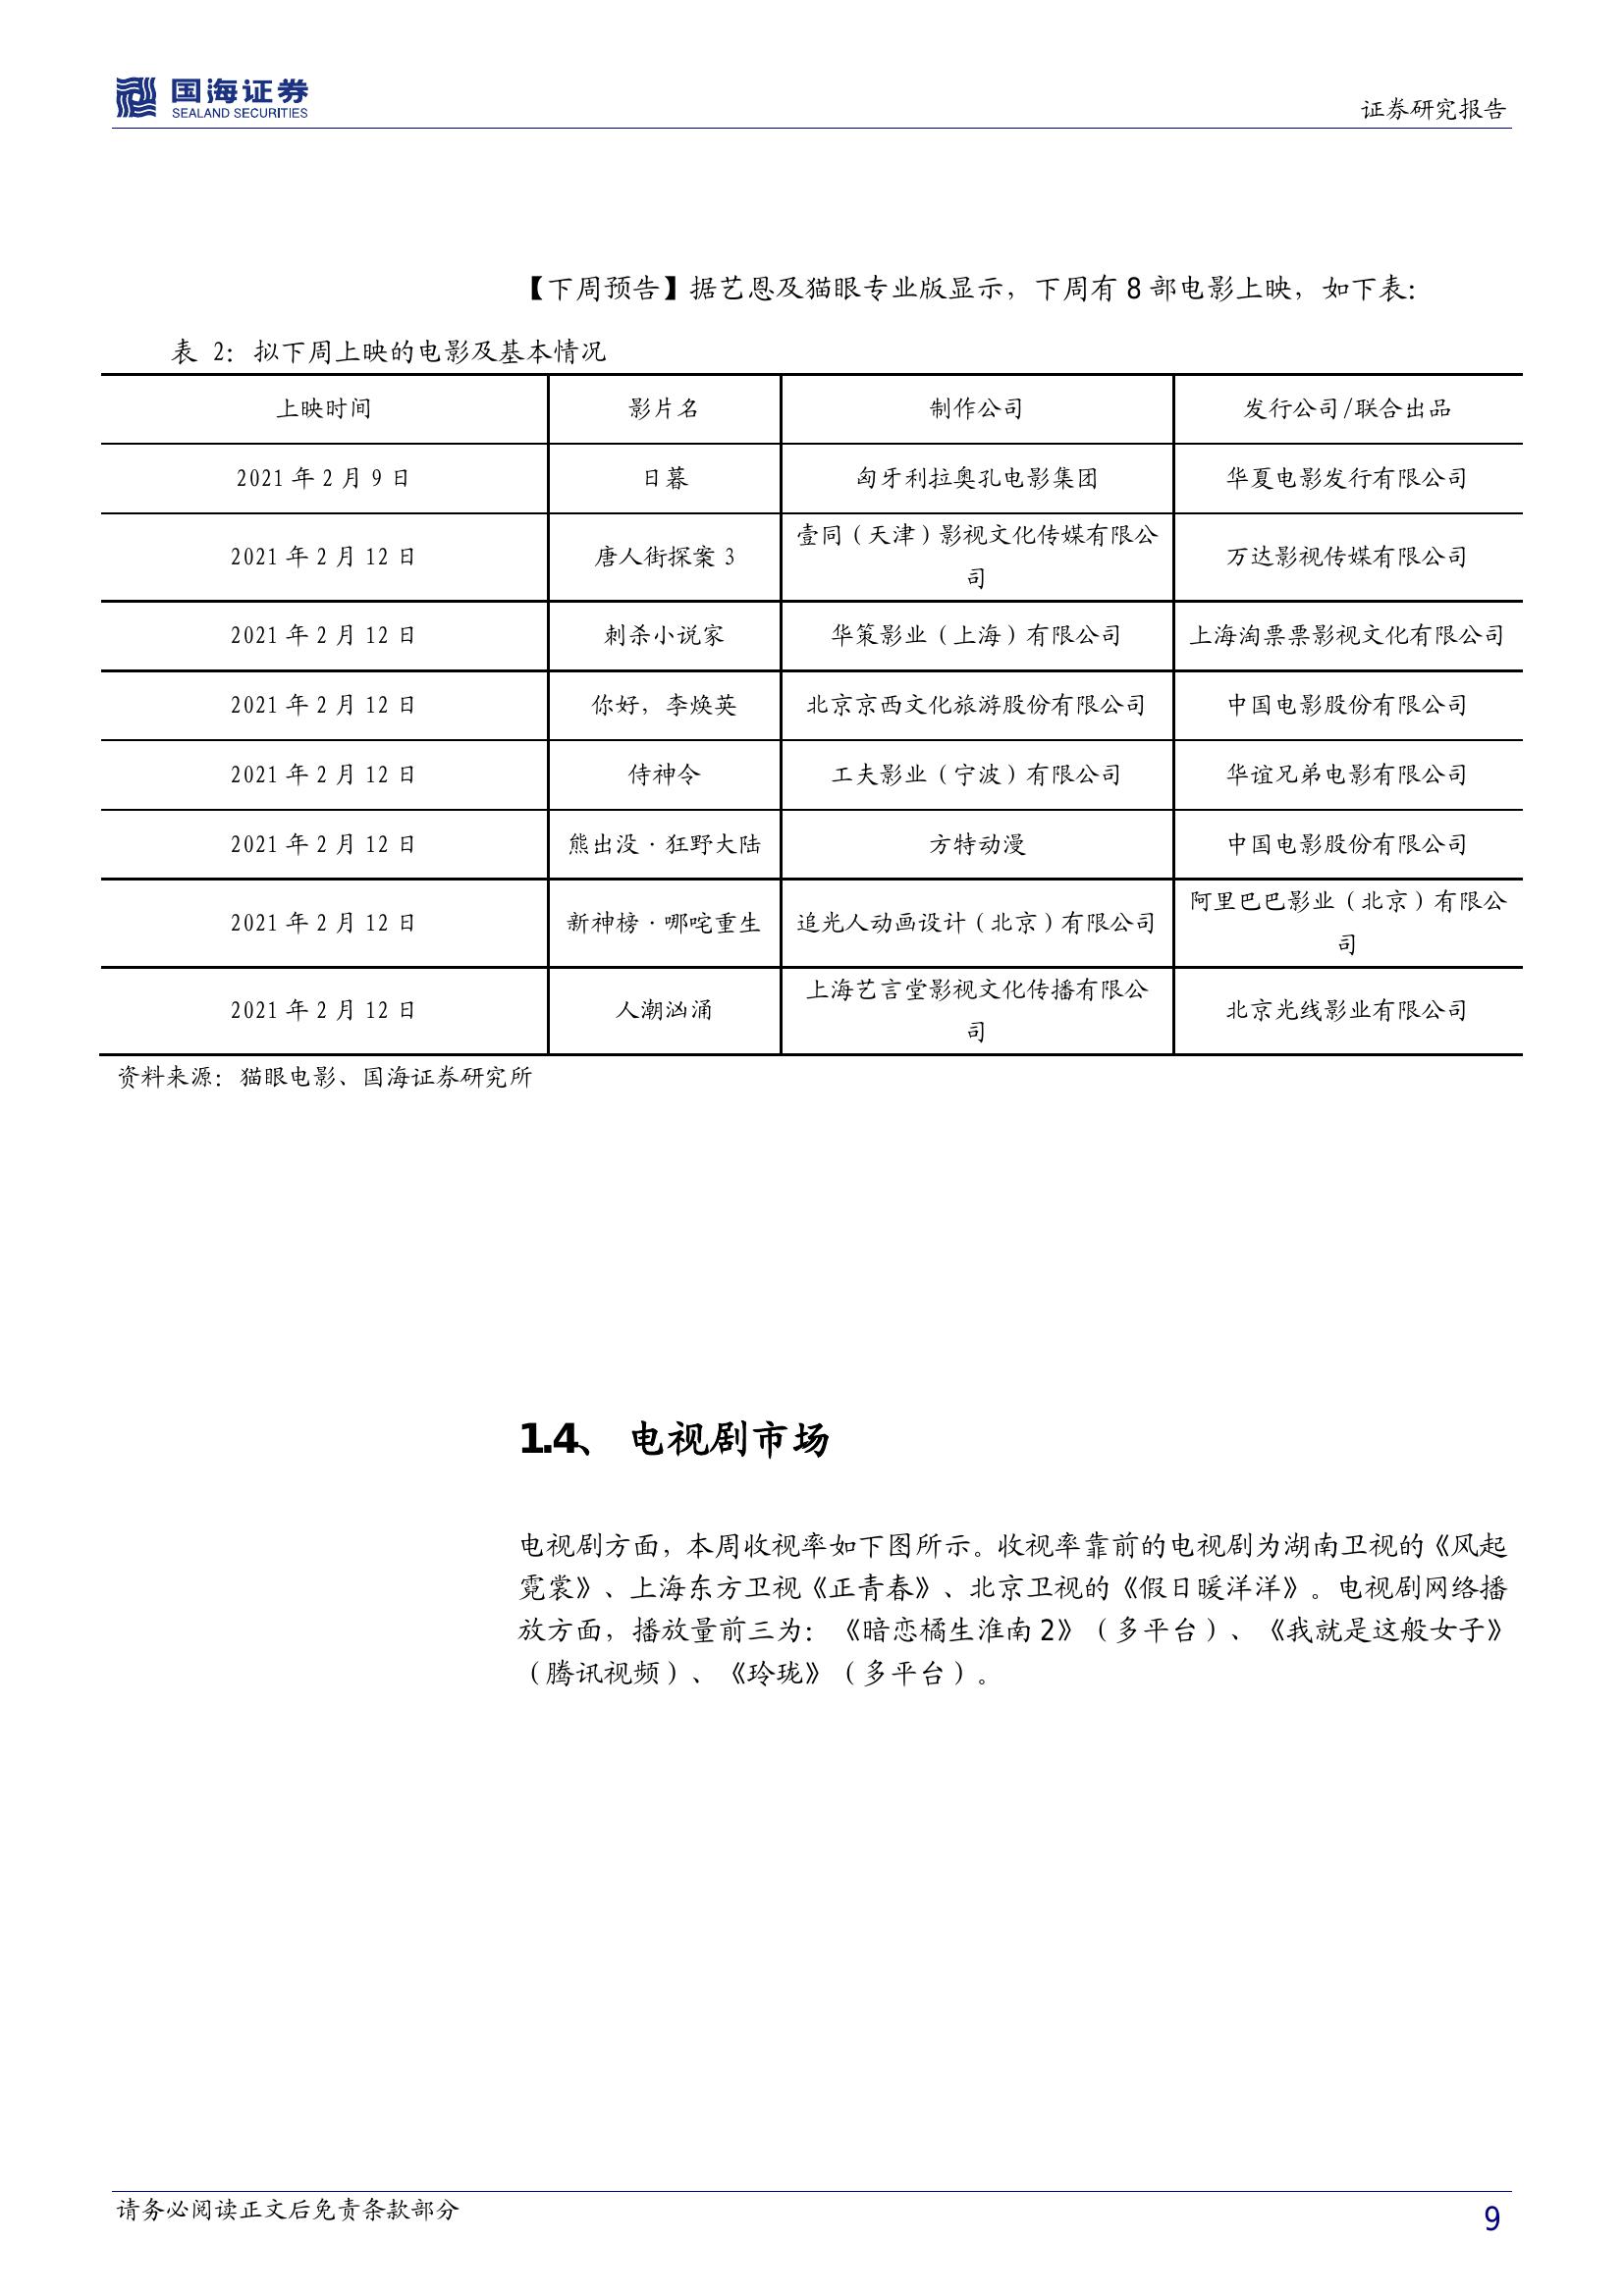 国海证券
SEALAND SECURITIES
证券研究报告
【下周预告】据艺恩及猫眼专业版显示，下周有 8 部电影上映，如下表：
表 2：拟下周上映的电影及基本情况
上映时间 影片名 制作公司 发行公司/联合出品
2021 年 2 月 9 日 日暮 匈牙利拉奥孔电影集团 华夏电影发行有限公司
2021 年 2 月 12 日 唐人街探案 3 壹同（天津）影视文化传媒有限公
司 万达影视传媒有限公司
2021 年 2 月 12 日 刺杀小说家 华策影业（上海）有限公司 上海淘票票影视文化有限公司
2021 年 2 月 12 日 你好，李焕英 北京京西文化旅游股份有限公司 中国电影股份有限公司
2021 年 2 月 12 日 侍神令 工夫影业（宁波）有限公司 华谊兄弟电影有限公司
2021 年 2 月 12 日 熊出没·狂野大陆 方特动漫 中国电影股份有限公司
2021 年 2 月 12 日 新神榜·哪咤重生 追光人动画设计（北京）有限公司 阿里巴巴影业（北京）有限公
司
2021 年 2 月 12 日 人潮汹涌 上海艺言堂影视文化传播有限公
司 北京光线影业有限公司
资料来源：猫眼电影、国海证券研究所
1.4、 电视剧市场
电视剧方面，本周收视率如下图所示。收视率靠前的电视剧为湖南卫视的《风起
霓裳》、上海东方卫视《正青春》、北京卫视的《假日暖洋洋》。电视剧网络播
放方面，播放量前三为：《暗恋橘生淮南 2》（多平台）、《我就是这般女子》
（腾讯视频）、《玲珑》（多平台）。
请务必阅读正文后免责条款部分
9